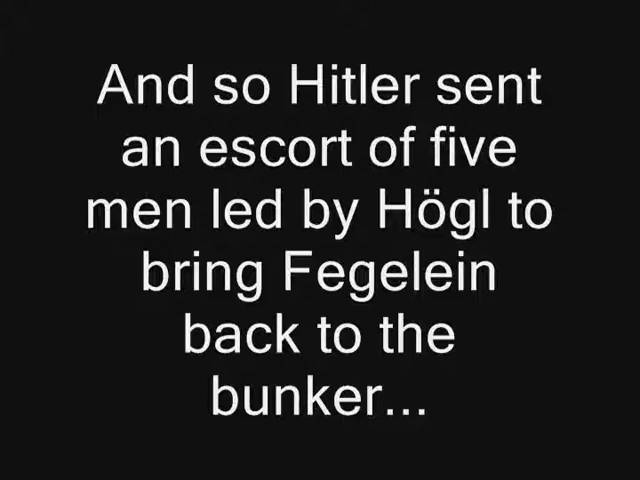 And so Hitler sent
an escort of five
men led by Högl to
bring Fegelein
back to the
bunker...